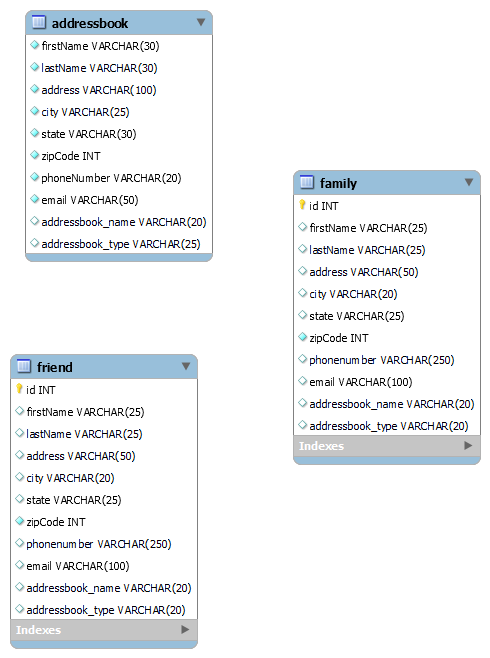 addressbook
firstName VARCHAR(30)
lastName VARCHAR(30)
address VARCHAR(100)
city VARCHAR(25)
state VARCHAR(30)
zipCode INT
phoneNumber VARCHAR(20)
email VARCHAR(50)
addressbook_name VARCHAR(20)
addressbook_type VARCHAR(25)
family
id INT
firstName VARCHAR(25)
lastName VARCHAR(25)
address VARCHAR(50)
city VARCHAR(20)
state VARCHAR(25)
zipCode INT
phonenumber VARCHAR(250)
email VARCHAR(100)
addressbook_name VARCHAR(20)
addressbook_type VARCHAR(20)
Indexes
friend
id INT
firstName VARCHAR(25)
lastName VARCHAR(25)
address VARCHAR(50)
city VARCHAR(20)
state VARCHAR(25)
zipCode INT
phonenumber VARCHAR(250)
email VARCHAR(100)
addressbook_name VARCHAR(20)
addressbook_type VARCHAR(20)
Indexes